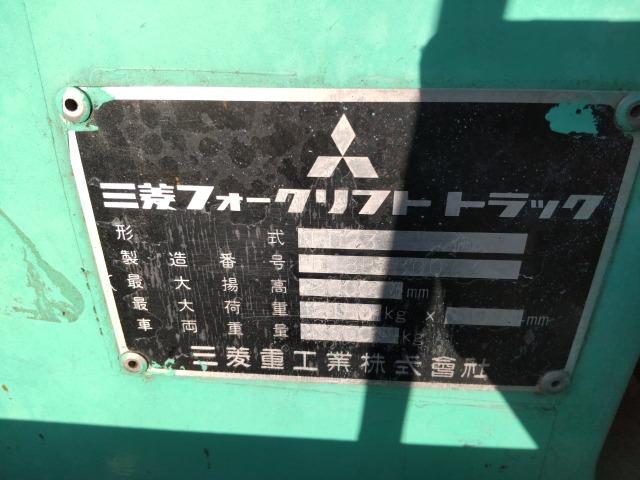 三菱フォークリフト トラック
形式
製造番号
最大揚高 mm
最大荷重 kg x mm
車両重量 kg
三菱重工業株式會社